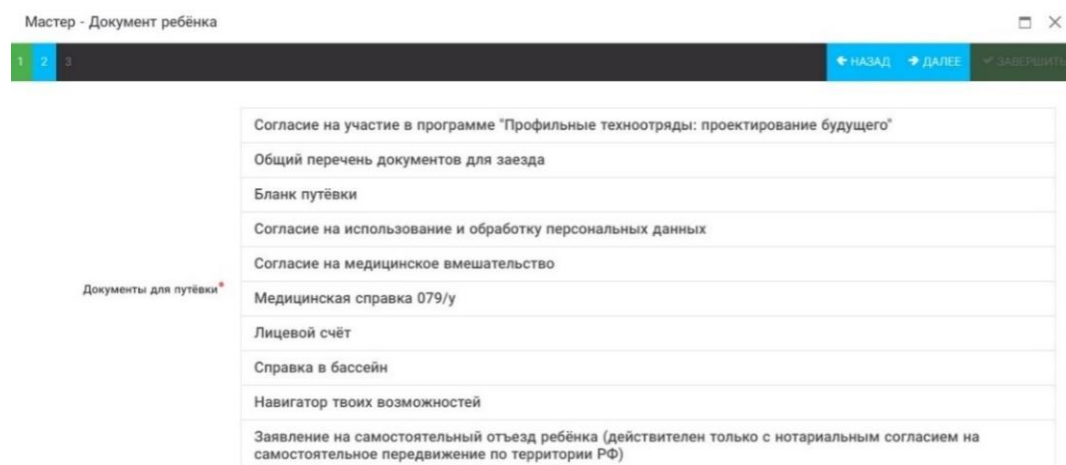 Мастер - Документ ребёнка
1 2 3 НАЗАД ДАЛЕЕ ЗАВЕРШИТЬ
Согласие на участие в программе "Профильные техноотряды: проектирование будущего"
Общий перечень документов для заезда
Бланк путёвки
Согласие на использование и обработку персональных данных
Согласие на медицинское вмешательство
Документы для путёвки*
Медицинская справка 079/у
Лицевой счёт
Справка в бассейн
Навигатор твоих возможностей
Заявление на самостоятельный отъезд ребёнка (действителен только с нотариальным согласием на
самостоятельное передвижение по территории РФ)